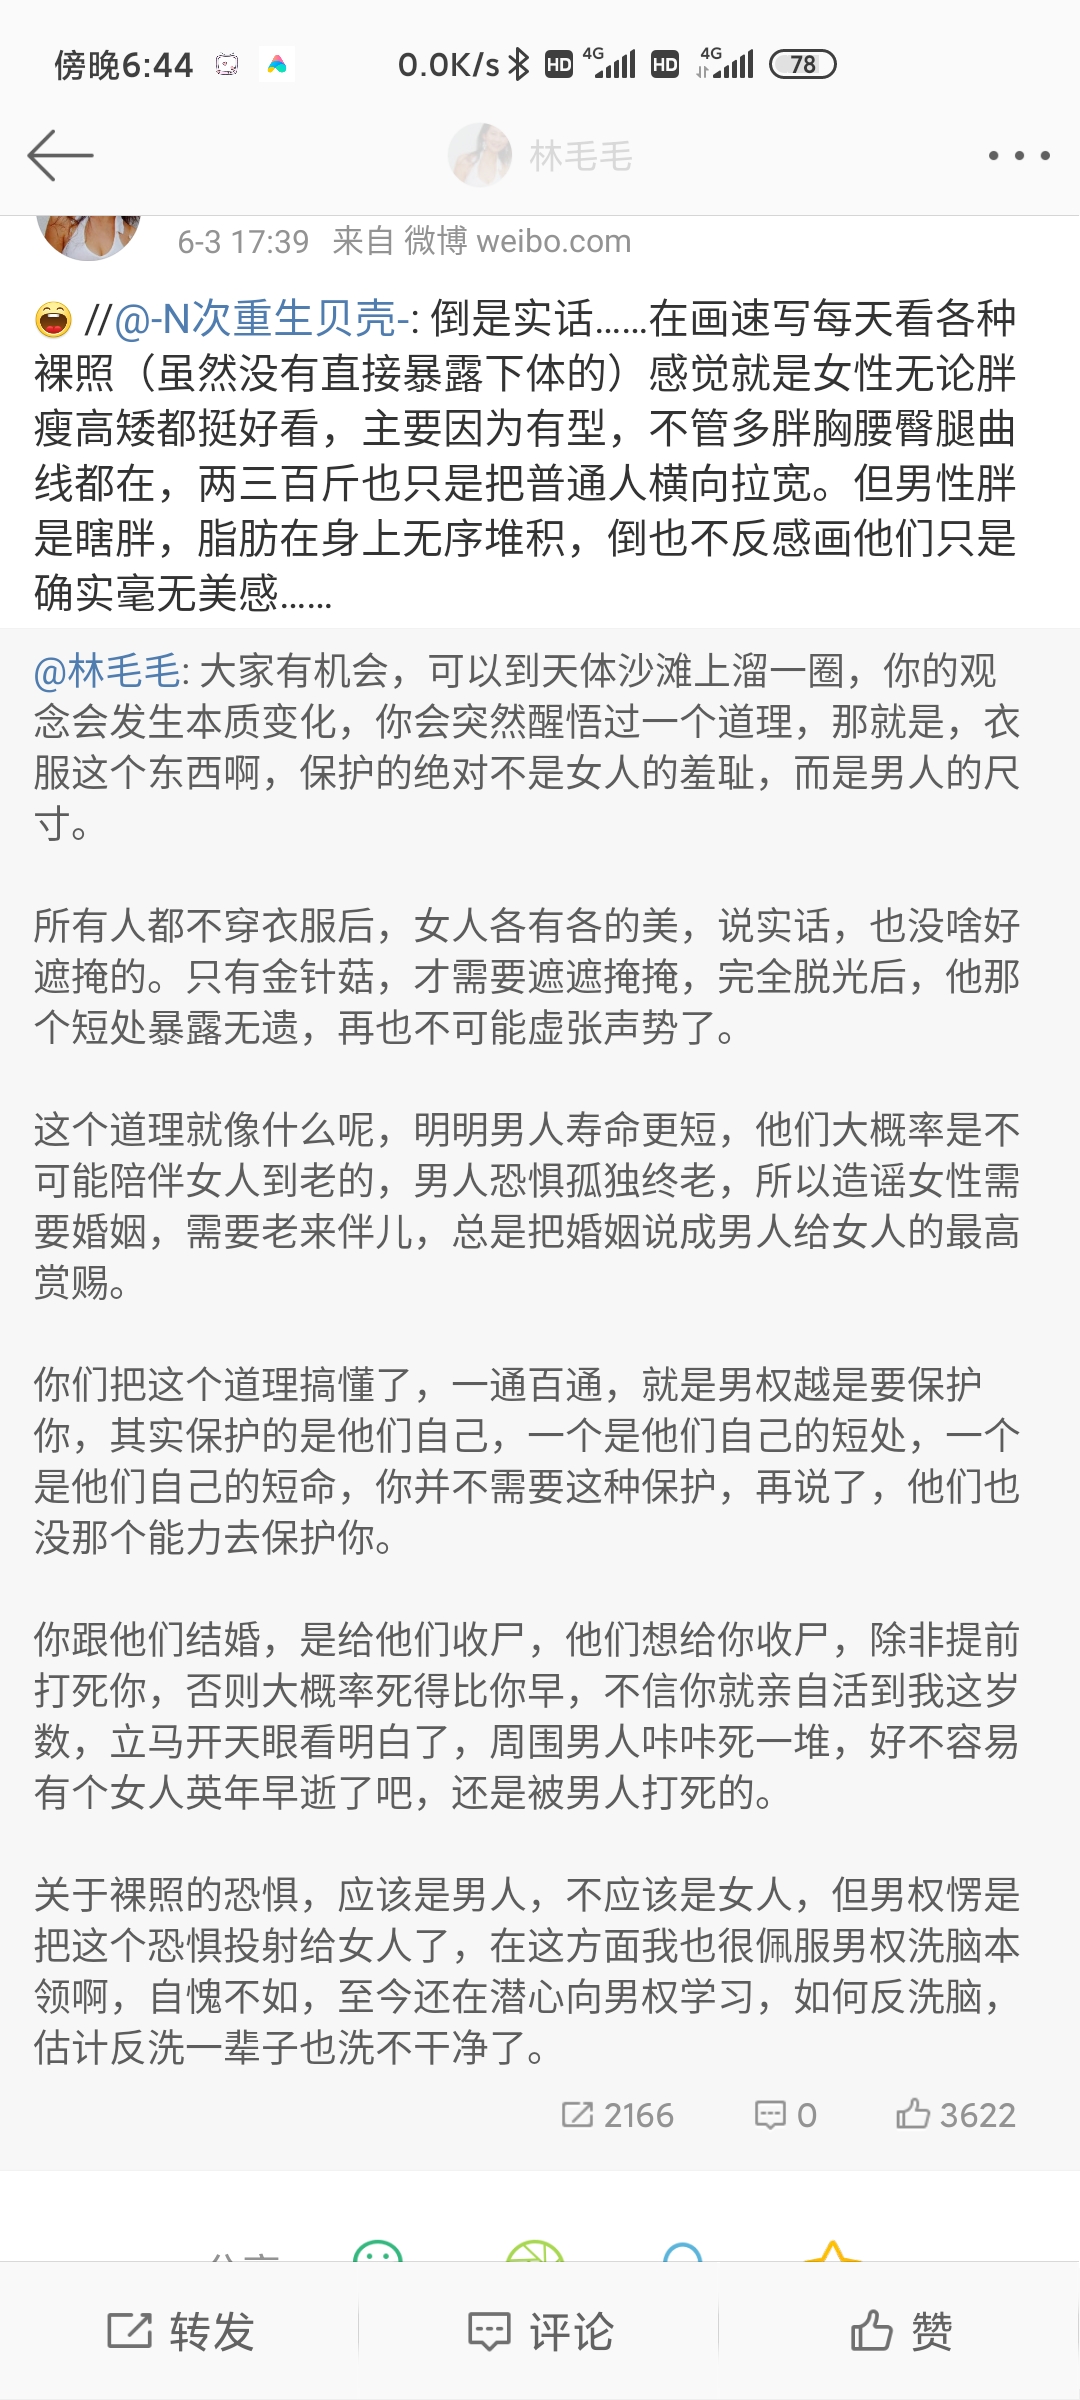 傍晚6:44 0.0K/s HD 4G HD 4G 78
林毛毛
6-3 17:39 来自 微博 weibo.com
//@-N次重生贝壳-: 倒是实话......在画速写每天看各种
裸照（虽然没有直接暴露下体的）感觉就是女性无论胖
瘦高矮都挺好看，主要因为有型，不管多胖胸腰臀腿曲
线都在，两三百斤也只是把普通人横向拉宽。但男性胖
是瞎胖，脂肪在身上无序堆积，倒也不反感画他们只是
确实毫无美感......
@林毛毛: 大家有机会，可以到天体沙滩上溜一圈，你的观
念会发生本质变化，你会突然醒悟过一个道理，那就是，衣
服这个东西啊，保护的绝对不是女人的羞耻，而是男人的尺
寸。
所有人都不穿衣服后，女人各有各的美，说实话，也没啥好
遮掩的。只有金针菇，才需要遮遮掩掩，完全脱光后，他那
个短处暴露无遗，再也不可能虚张声势了。
这个道理就像什么呢，明明男人寿命更短，他们大概率是不
可能陪伴女人到老的，男人恐惧孤独终老，所以造谣女性需
要婚姻，需要老来伴儿，总是把婚姻说成男人给女人的最高
赏赐。
你们把这个道理搞懂了，一通百通，就是男权越是要保护
你，其实保护的是他们自己，一个是他们自己的短处，一个
是他们自己的短命，你并不需要这种保护，再说了，他们也
没那个能力去保护你。
你跟他们结婚，是给他们收尸，他们想给你收尸，除非提前
打死你，否则大概率死得比你早，不信你就亲自活到我这岁
数，立马开天眼看明白了，周围男人咔咔死一堆，好不容易
有个女人英年早逝了吧，还是被男人打死的。
关于裸照的恐惧，应该是男人，不应该是女人，但男权愣是
把这个恐惧投射给女人了，在这方面我也很佩服男权洗脑本
领啊，自愧不如，至今还在潜心向男权学习，如何反洗脑，
估计反洗一辈子也洗不干净了。
2166 0 3622
转发 评论 赞